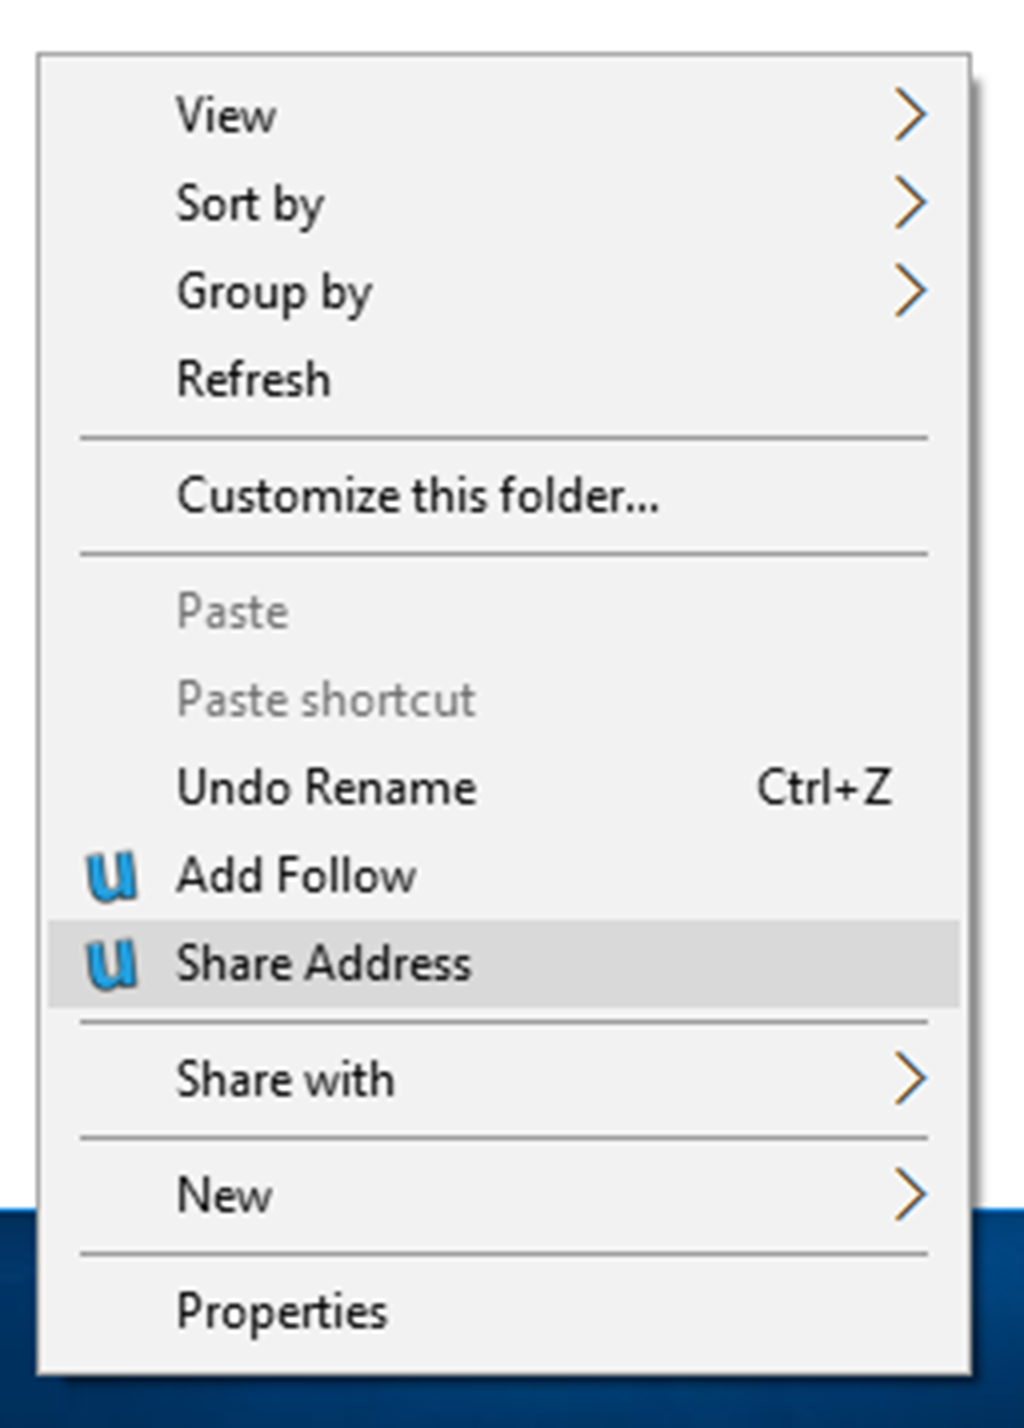 View
Sort by
Group by
Refresh
Customize this folder...
Paste
Paste shortcut
Undo Rename Ctrl+Z
u Add Follow
u Share Address
Share with
New
Properties